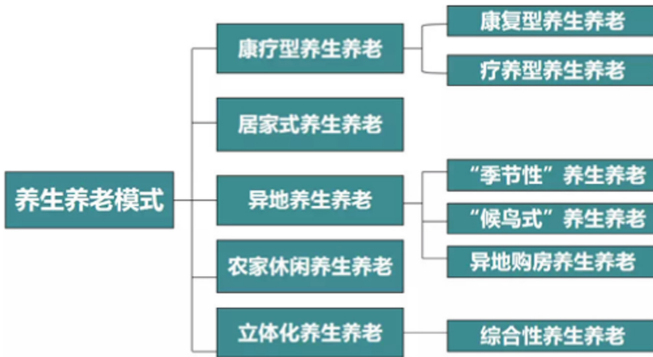 养生养老模式
康疗型养生养老
康复型养生养老
疗养型养生养老
居家式养生养老
异地养生养老
“季节性”养生养老
“候鸟式”养生养老
异地购房养生养老
农家休闲养生养老
立体化养生养老
综合性养生养老